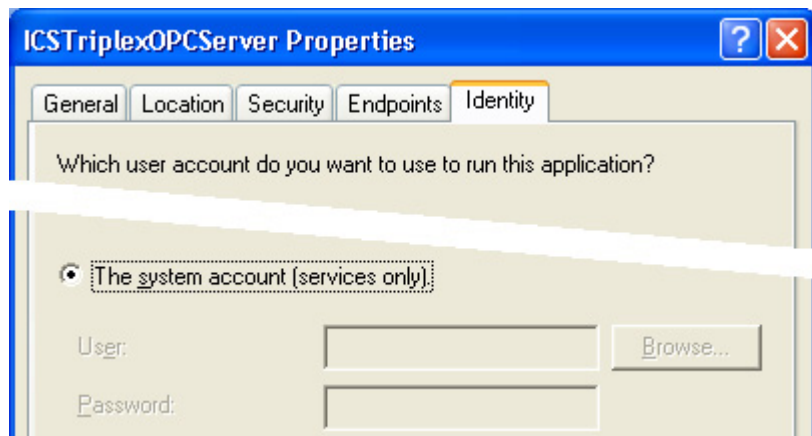 ICSTriplexOPCServer Properties
General Location Security Endpoints Identity
Which user account do you want to use to run this application?
The system account (services only).
User:
Browse...
Password: